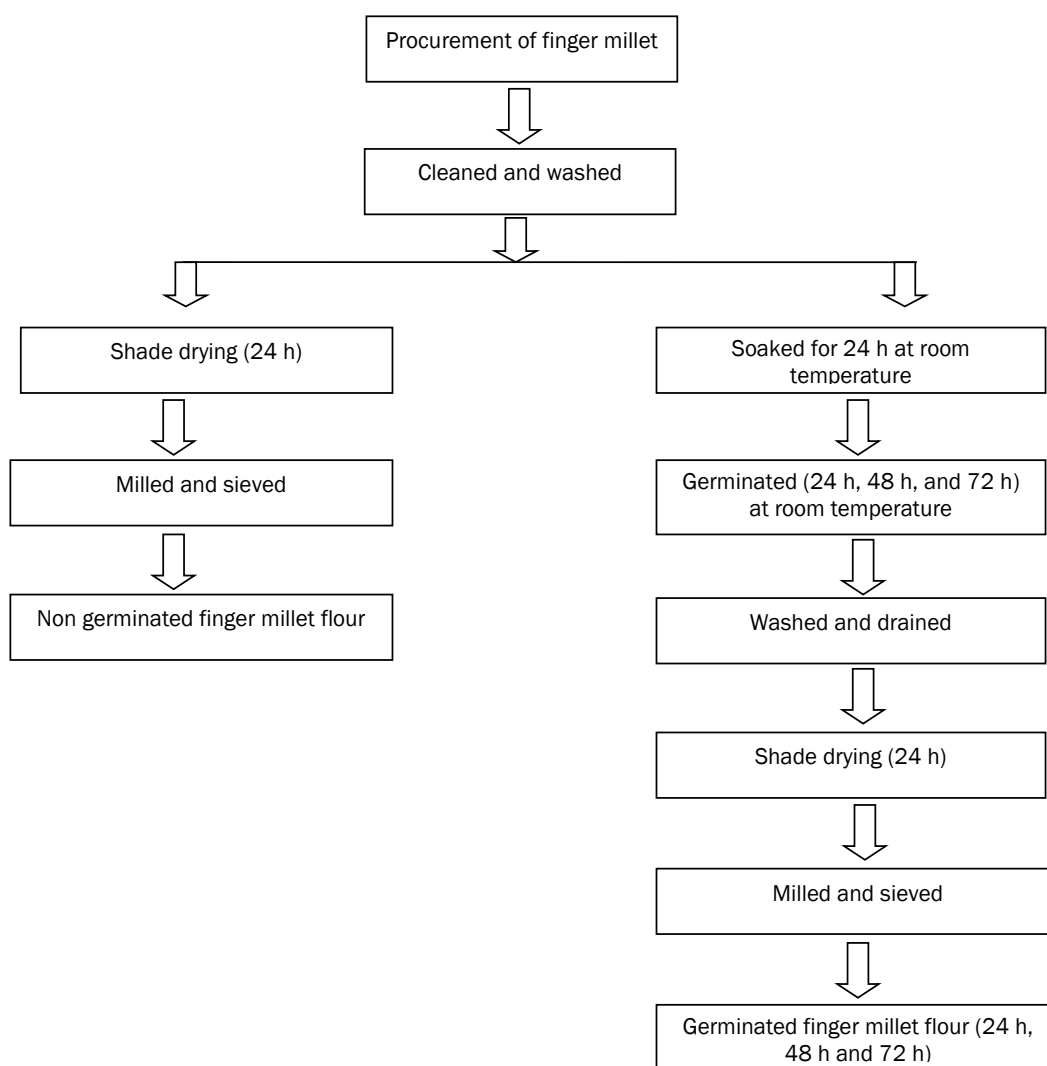 Procurement of finger millet
Cleaned and washed
Shade drying (24 h)
Milled and sieved
Non germinated finger millet flour
Soaked for 24 h at room
temperature
Germinated (24 h, 48 h, and 72 h)
at room temperature
Washed and drained
Shade drying (24 h)
Milled and sieved
Germinated finger millet flour (24 h,
48 h and 72 h)